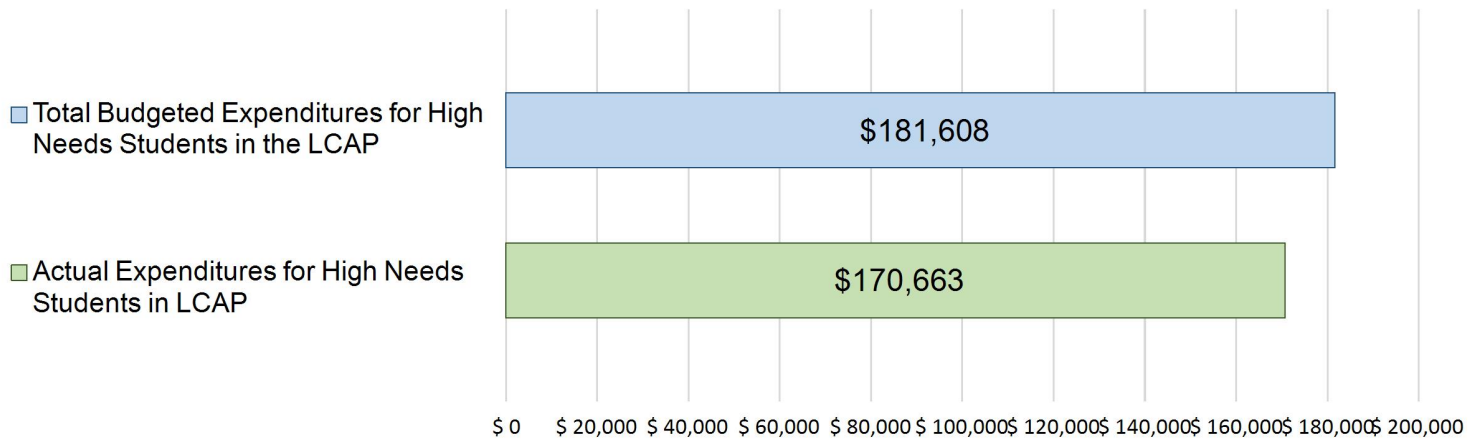 Total Budgeted Expenditures for High
Needs Students in the LCAP
$181,608
Actual Expenditures for High Needs
Students in LCAP
$170,663
$ 0 $ 20,000 $ 40,000 $ 60,000 $ 80,000 $ 100,000 $ 120,000 $ 140,000 $ 160,000 $ 180,000 $ 200,000